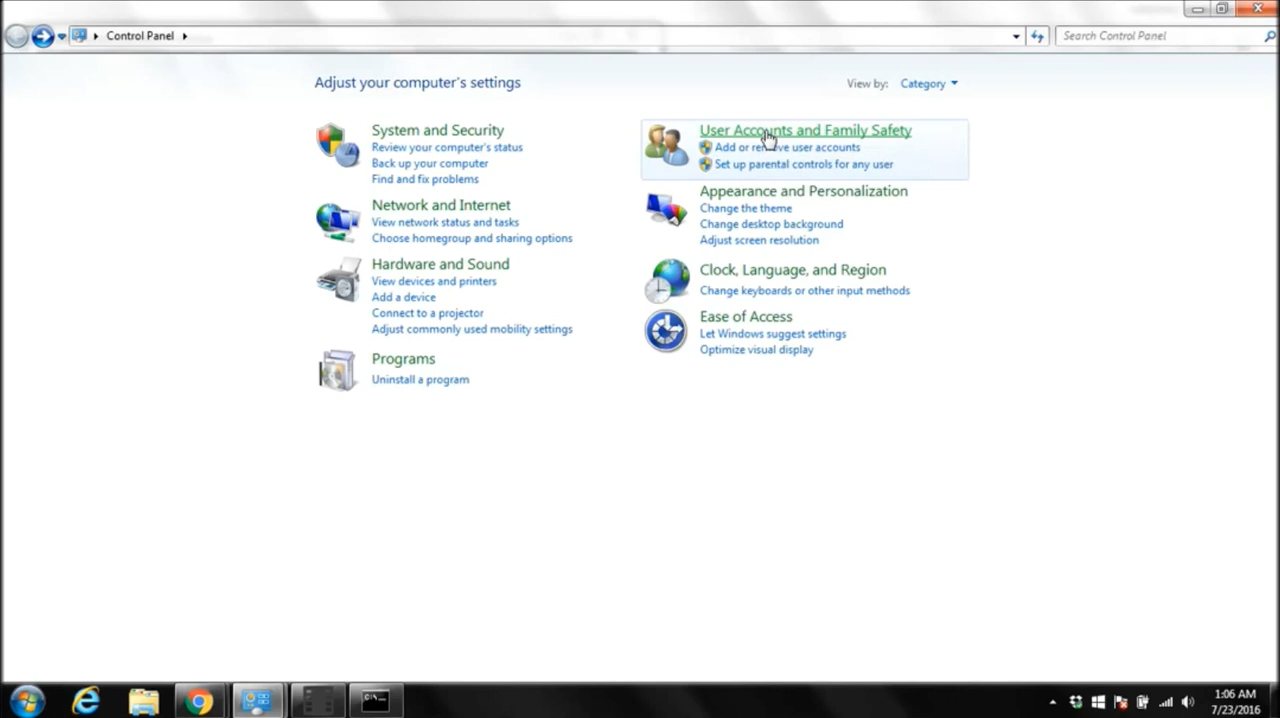 Control Panel
Search Control Panel
Adjust your computer's settings
View by: Category
System and Security
Review your computer's status
Back up your computer
Find and fix problems
Network and Internet
View network status and tasks
Choose homegroup and sharing options
Hardware and Sound
View devices and printers
Add a device
Connect to a projector
Adjust commonly used mobility settings
Programs
Uninstall a program
User Accounts and Family Safety
Add or remove user accounts
Set up parental controls for any user
Appearance and Personalization
Change the theme
Change desktop background
Adjust screen resolution
Clock, Language, and Region
Change keyboards or other input methods
Ease of Access
Let Windows suggest settings
Optimize visual display
1:06 AM
7/23/2016